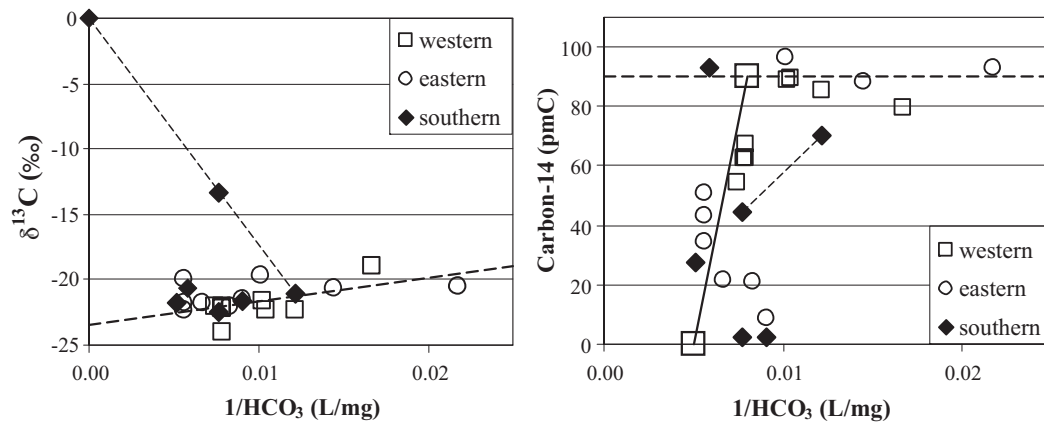 0
-5
-10
-15
-20
-25
δ¹³C (‰)
0.00 0.01 0.02
1/HCO₃ (L/mg)
western
eastern
southern
100
80
60
40
20
0
Carbon-14 (pmC)
0.00 0.01 0.02
1/HCO₃ (L/mg)
western
eastern
southern